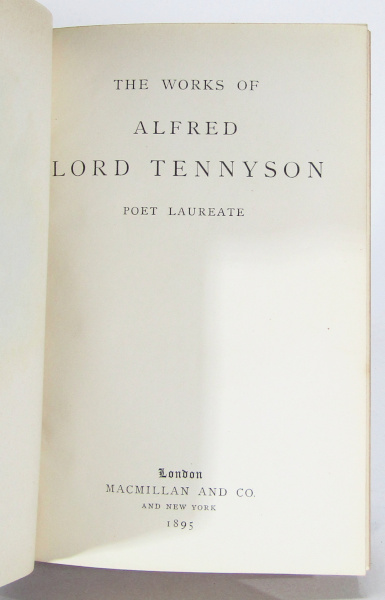 THE WORKS OF
ALFRED
LORD TENNYSON
POET LAUREATE
London
MACMILLAN AND CO.
AND NEW YORK
1895